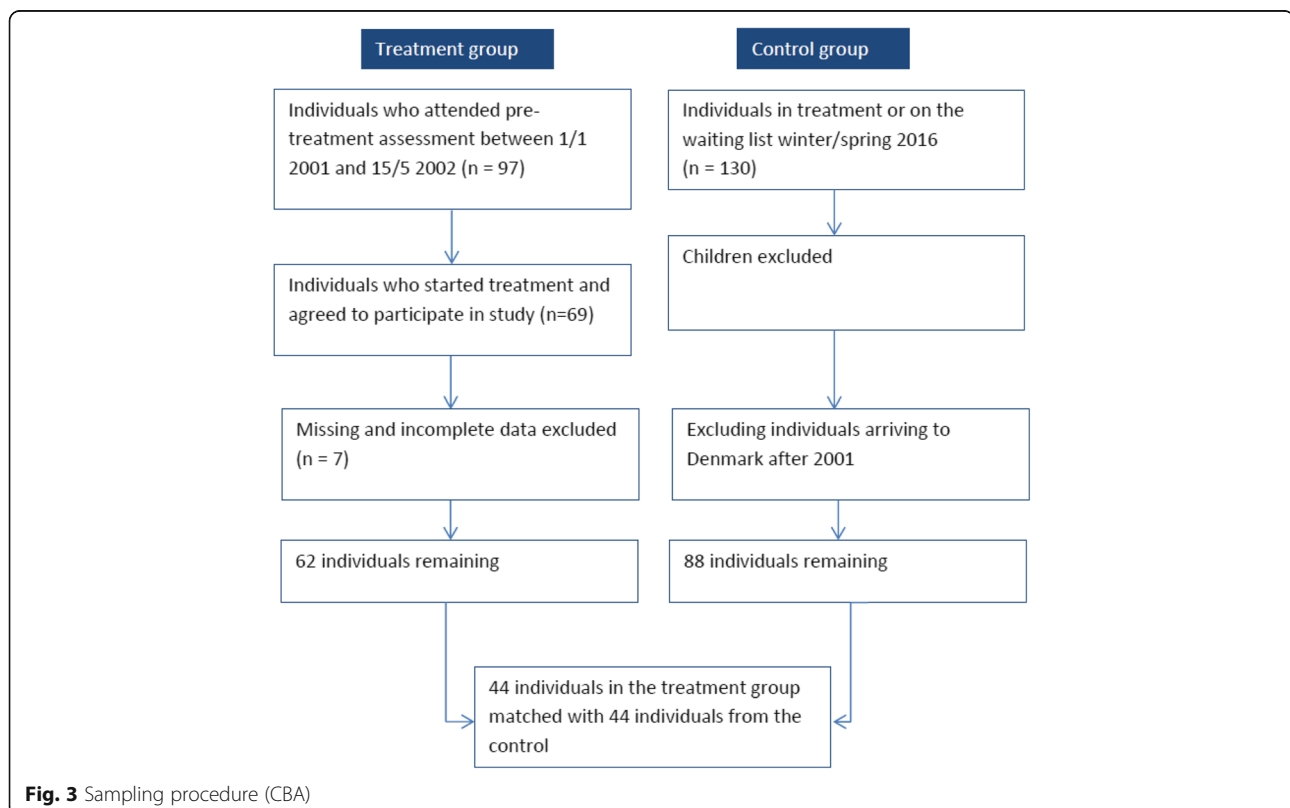 Treatment group
Control group
Individuals who attended pre-
treatment assessment between 1/1
2001 and 15/5 2002 (n = 97)
Individuals in treatment or on the
waiting list winter/spring 2016
(n = 130)
Individuals who started treatment and
agreed to participate in study (n=69)
Children excluded
Missing and incomplete data excluded
(n = 7)
Excluding individuals arriving to
Denmark after 2001
62 individuals remaining
88 individuals remaining
44 individuals in the treatment group
matched with 44 individuals from the
control
Fig. 3 Sampling procedure (CBA)